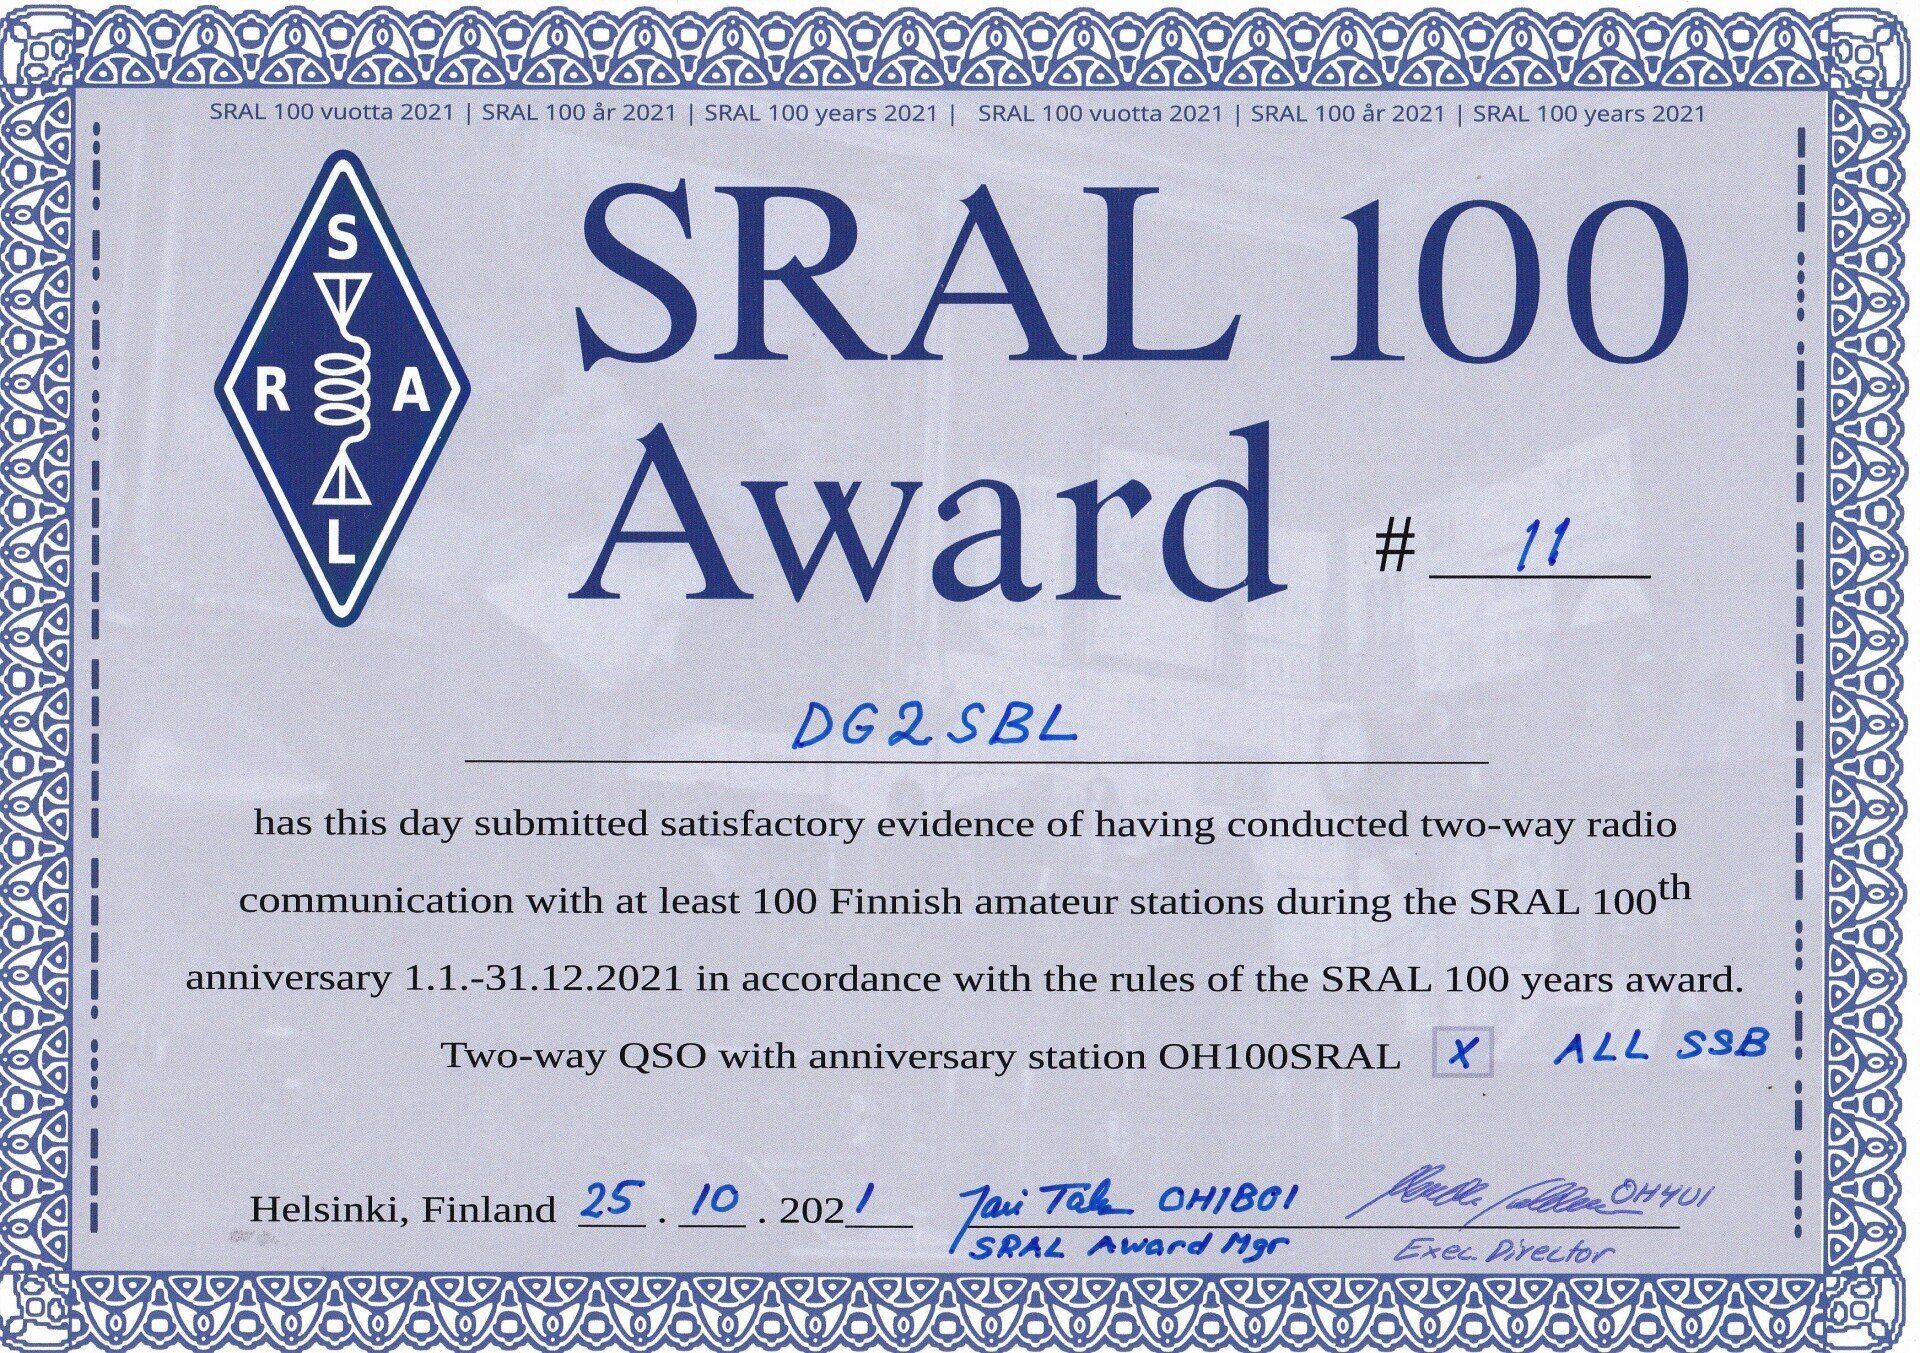 SRAL 100 vuotta 2021 | SRAL 100 år 2021 | SRAL 100 years 2021 | SRAL 100 vuotta 2021 | SRAL 100 år 2021 | SRAL 100 years 2021
S
R A
L
SRAL 100
Award # 11
DG2SBL
has this day submitted satisfactory evidence of having conducted two-way radio
communication with at least 100 Finnish amateur stations during the SRAL 100th
anniversary 1.1.-31.12.2021 in accordance with the rules of the SRAL 100 years award.
Two-way QSO with anniversary station OH100SRAL X ALL SSB
Helsinki, Finland 25 . 10 . 2021 Jari OH1BOI OH4UI
SRAL Award Mgr Exec. Director